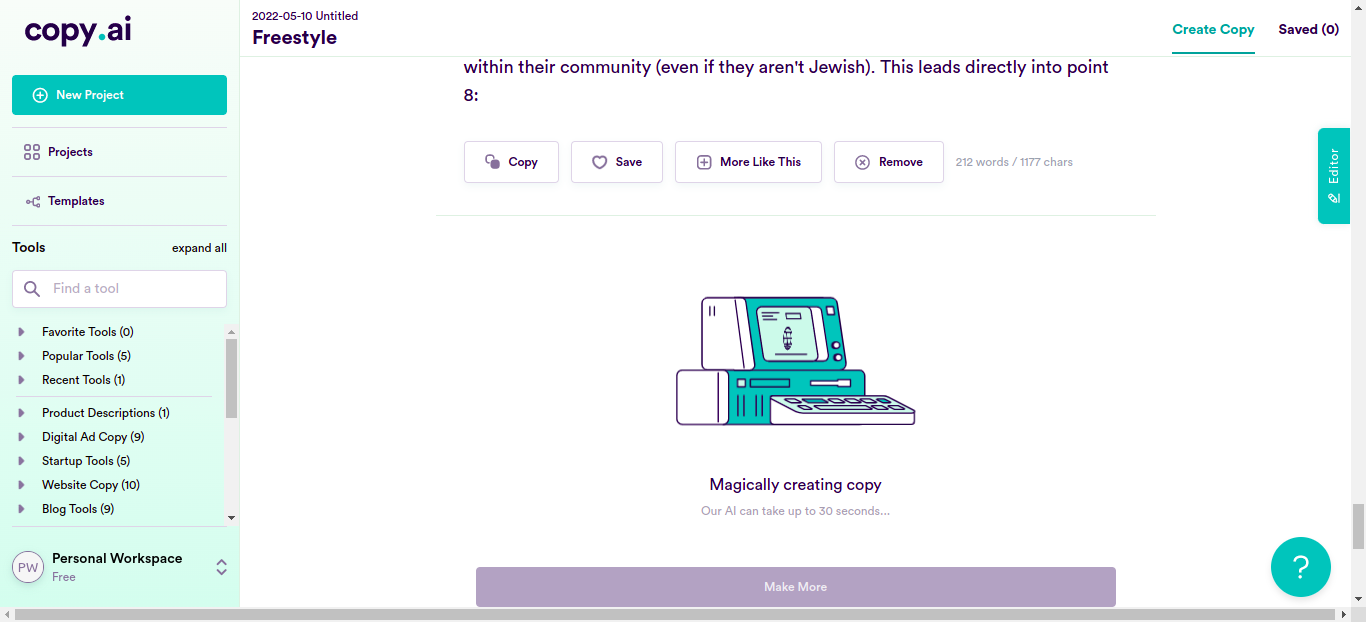 copy.ai
New Project
Projects
Templates
Tools
expand all
Find a tool
Favorite Tools (0)
Popular Tools (5)
Recent Tools (1)
Product Descriptions (1)
Digital Ad Copy (9)
Startup Tools (5)
Website Copy (10)
Blog Tools (9)
PW
Personal Workspace
Free
2022-05-10 Untitled
Freestyle
Create Copy
Saved (0)
within their community (even if they aren't Jewish). This leads directly into point
8:
Copy
Save
More Like This
Remove
212 words / 1177 chars
Editor
Magically creating copy
Our AI can take up to 30 seconds...
Make More
?